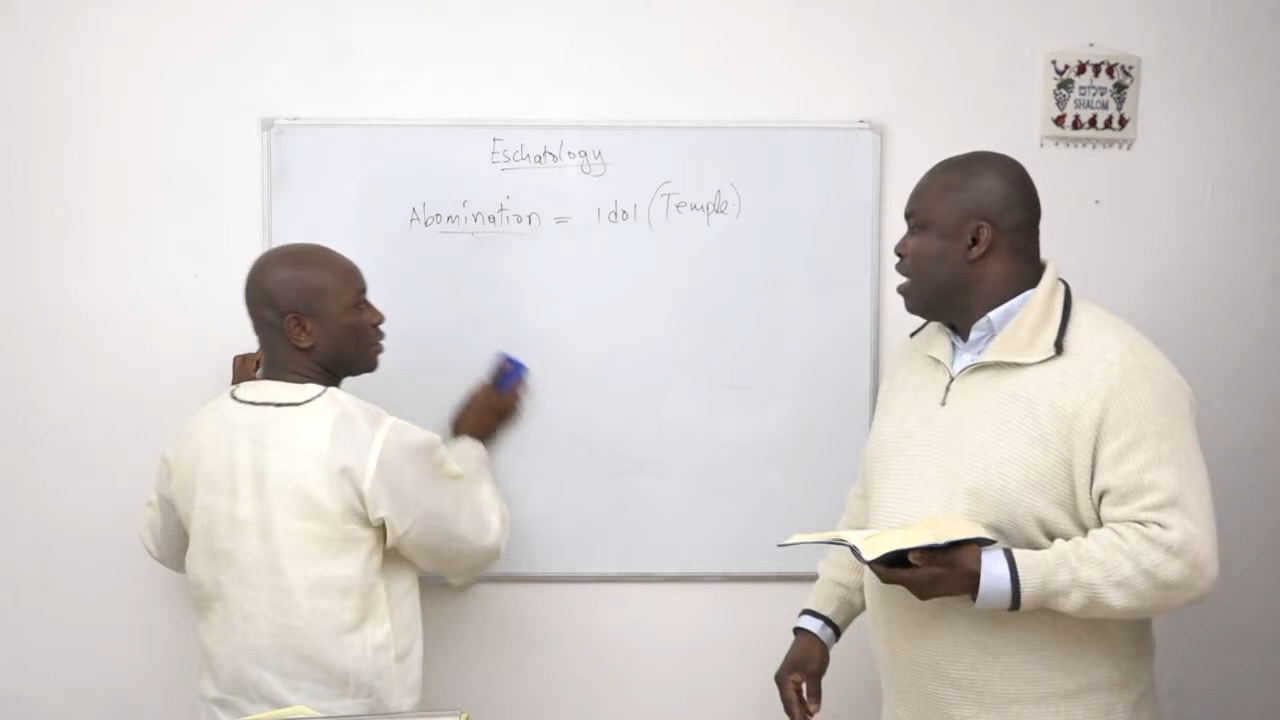 Eschatology
Abomination = Idol (Temple.)
שלום
SHALOM